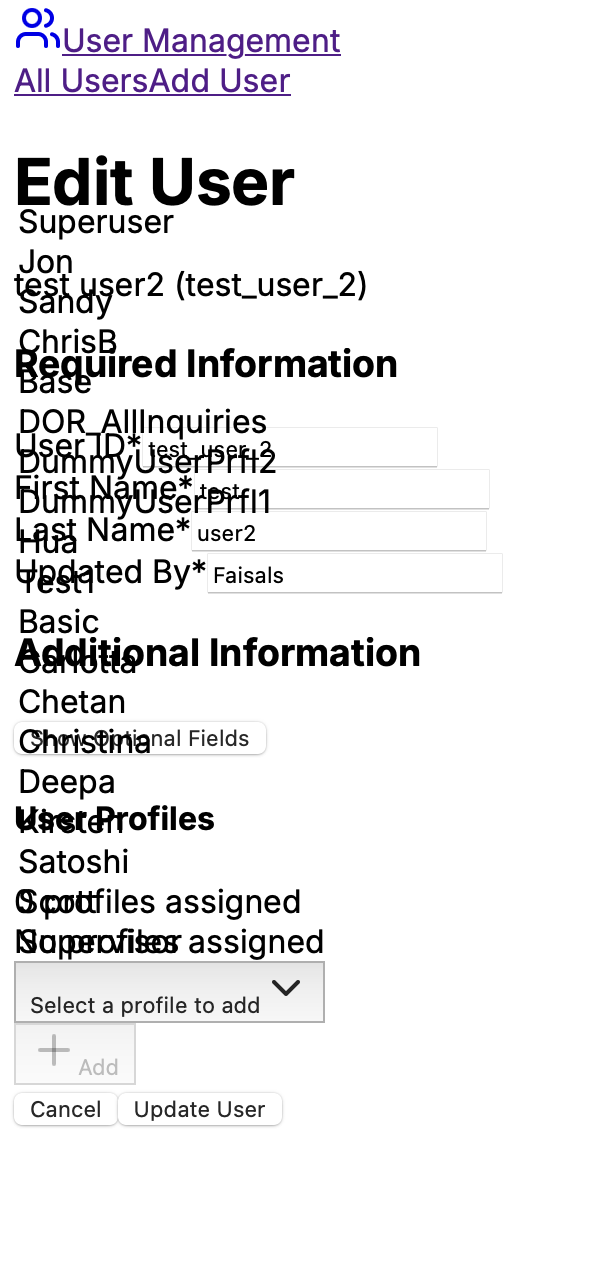 User Management
All UsersAdd User
Edit User
Superuser
Jon
test user2 (test_user_2)
Sandy
ChrisB
Required Information
Base
DOR_AllInquiries
User ID* test_user_2
DummyUserPrfl2
First Name* test
DummyUserPrfl1
Last Name* user2
Hua
Updated By* Faisals
Test1
Basic
Additional Information
Carlotta
Chetan
Show Optional Fields
Christina
Deepa
User Profiles
Kirsten
Satoshi
0 profiles assigned
Scott
No profiles assigned
Supervisor
Select a profile to add
Add
Cancel Update User